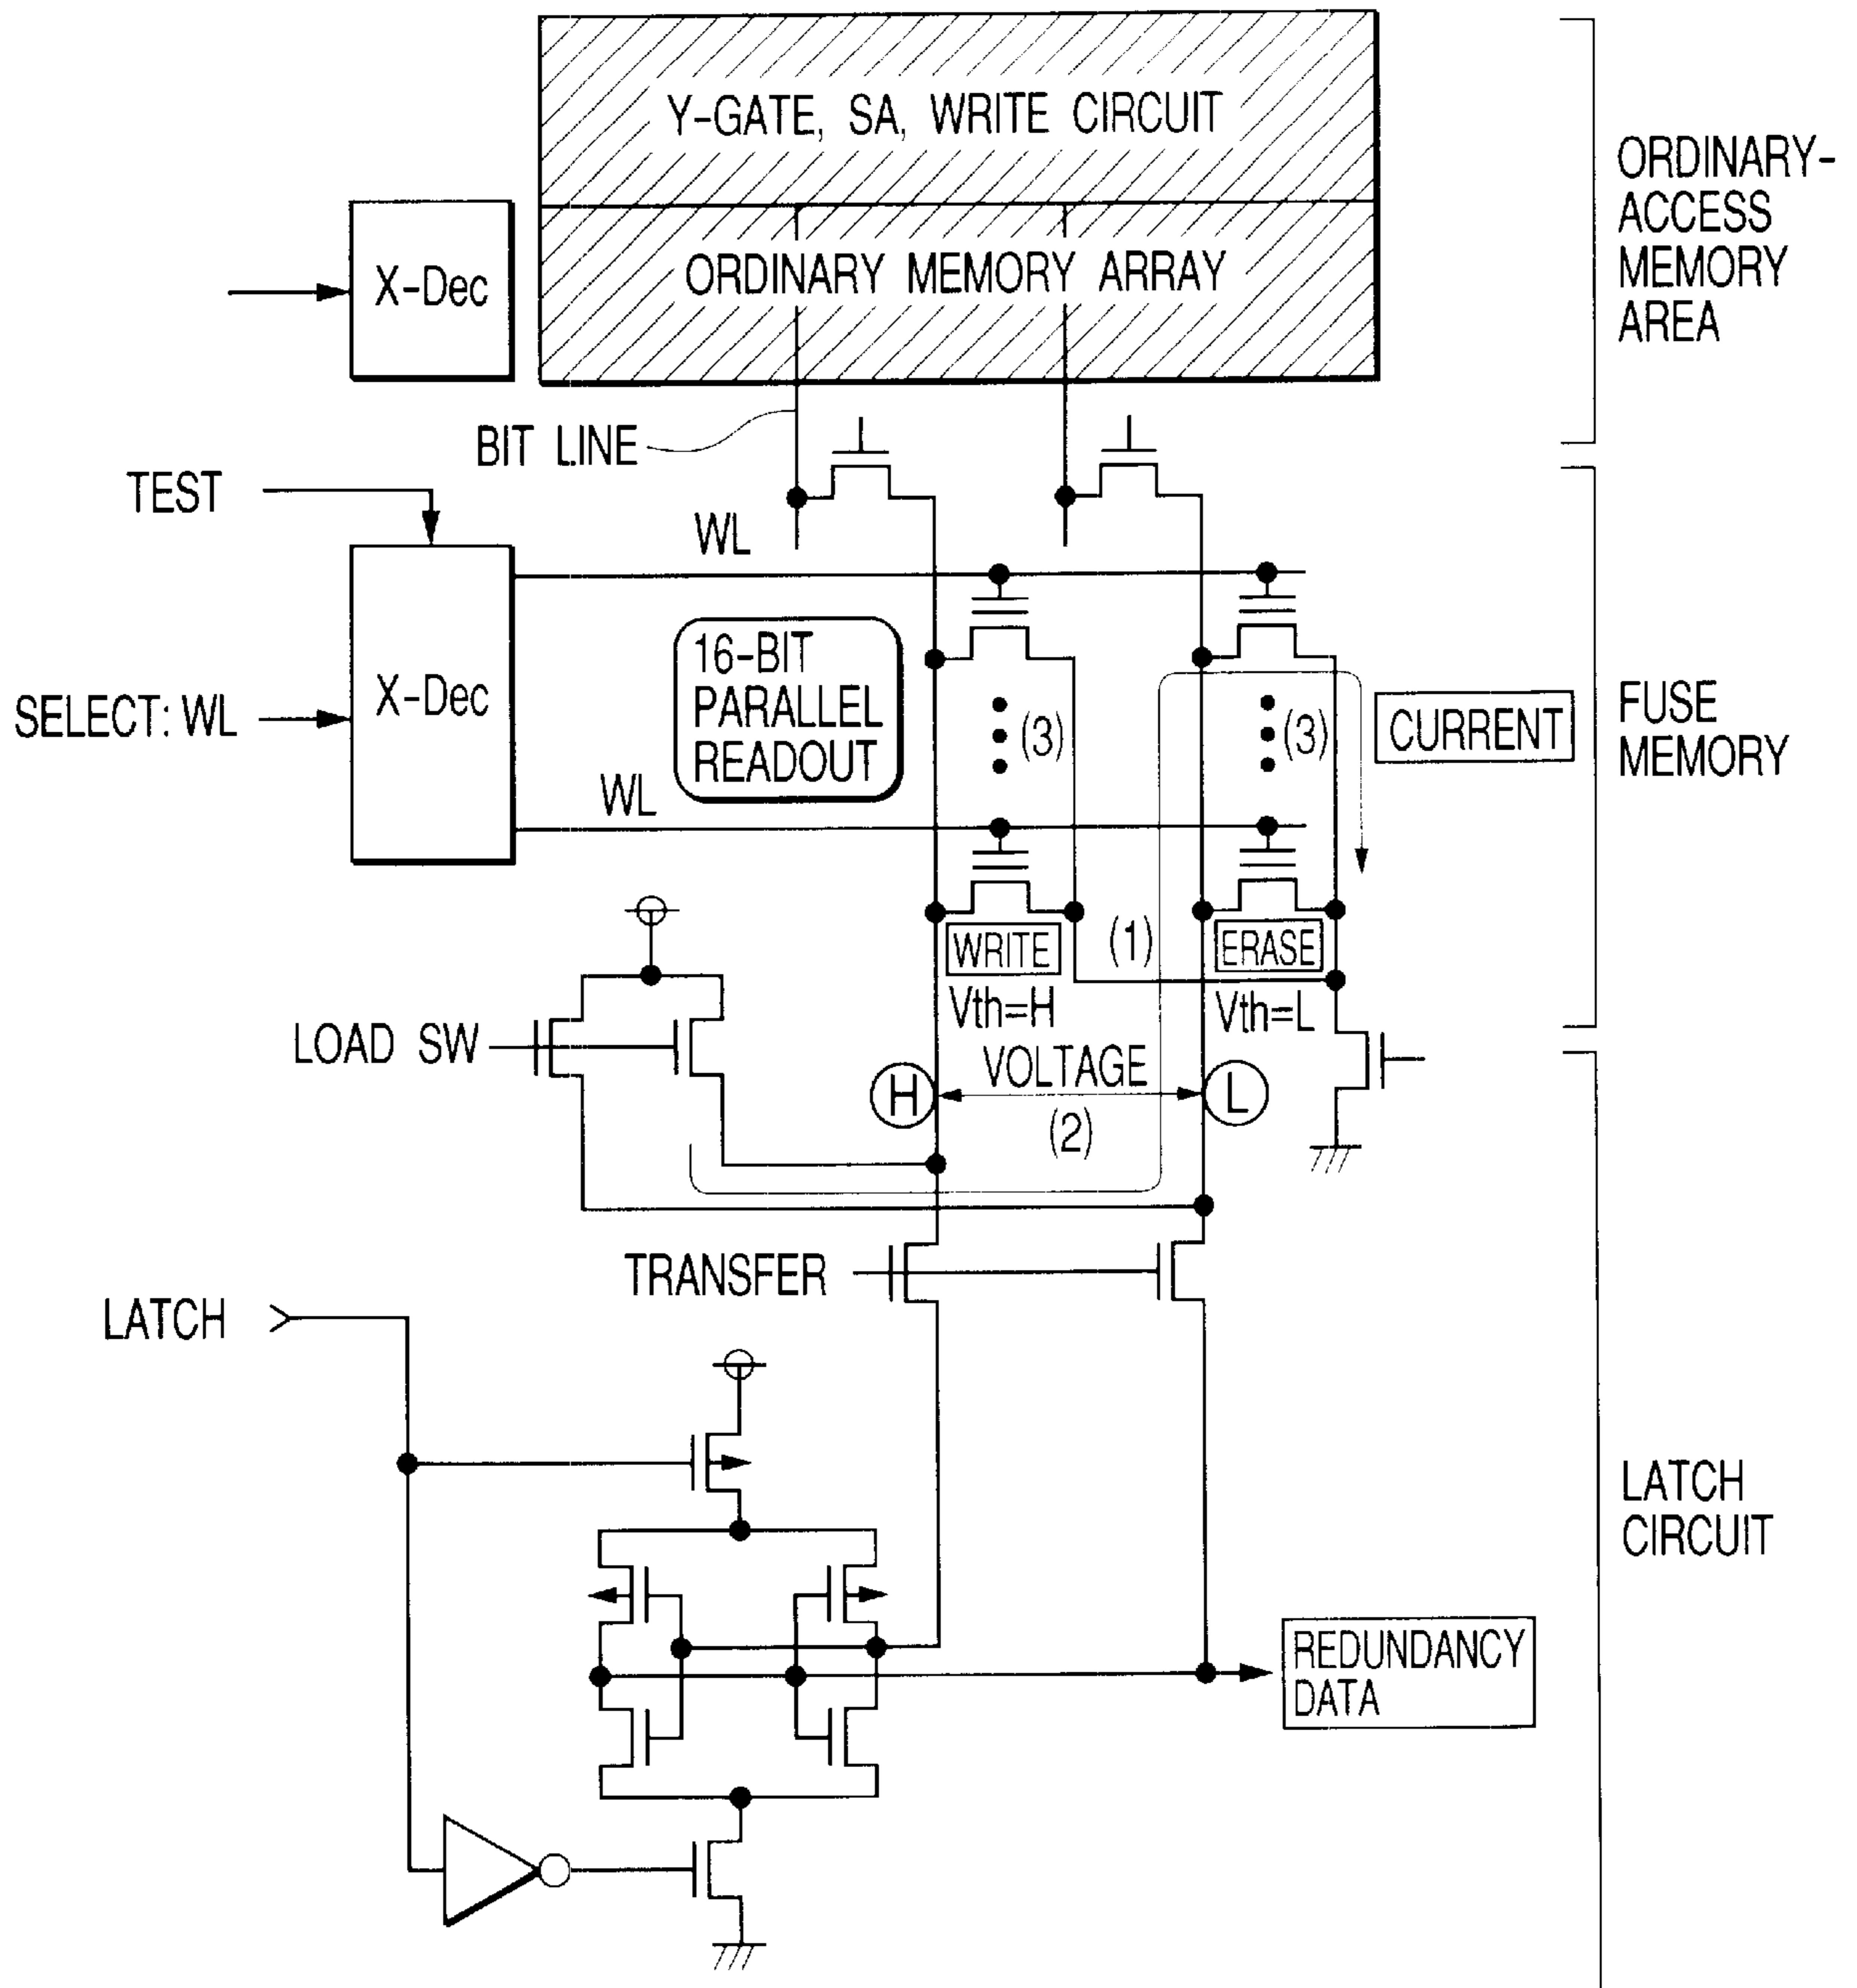 Y-GATE, SA, WRITE CIRCUIT
ORDINARY-
ACCESS
MEMORY
AREA
X-Dec
ORDINARY MEMORY ARRAY
BIT LINE
TEST
WL
16-BIT
PARALLEL
READOUT
X-Dec
SELECT: WL
(3)
(3)
CURRENT
FUSE
MEMORY
WL
WRITE
(1)
ERASE
Vth=H
Vth=L
LOAD SW
VOLTAGE
H
L
(2)
TRANSFER
LATCH
LATCH
CIRCUIT
REDUNDANCY
DATA